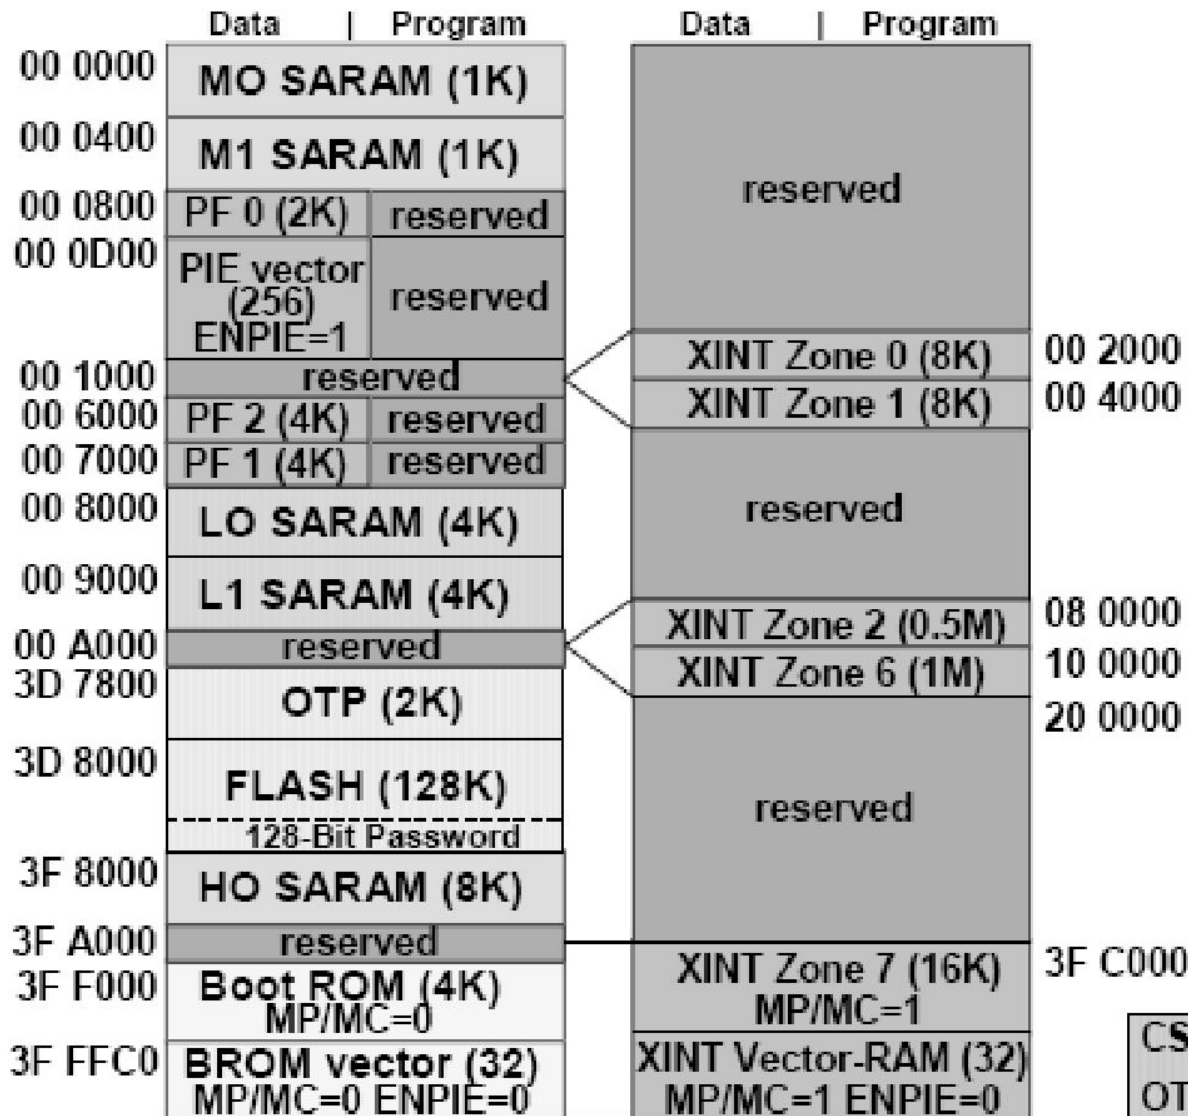 Data | Program
00 0000
MO SARAM (1K)
00 0400
M1 SARAM (1K)
00 0800
PF 0 (2K)
reserved
00 0D00
PIE vector
(256)
ENPIE=1
reserved
00 1000
reserved
00 6000
PF 2 (4K)
reserved
00 7000
PF 1 (4K)
reserved
00 8000
LO SARAM (4K)
00 9000
L1 SARAM (4K)
00 A000
reserved
3D 7800
OTP (2K)
3D 8000
FLASH (128K)
128-Bit Password
3F 8000
HO SARAM (8K)
3F A000
reserved
3F F000
Boot ROM (4K)
MP/MC=0
3F FFC0
BROM vector (32)
MP/MC=0 ENPIE=0
Data | Program
reserved
XINT Zone 0 (8K)
00 2000
XINT Zone 1 (8K)
00 4000
reserved
XINT Zone 2 (0.5M)
08 0000
XINT Zone 6 (1M)
10 0000
20 0000
reserved
XINT Zone 7 (16K)
MP/MC=1
3F C000
XINT Vector-RAM (32)
MP/MC=1 ENPIE=0
CS
OT